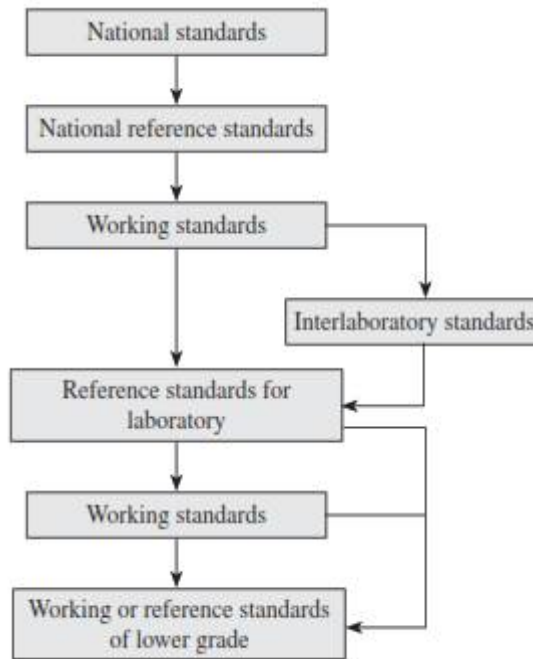 National standards
National reference standards
Working standards
Interlaboratory standards
Reference standards for
laboratory
Working standards
Working or reference standards
of lower grade